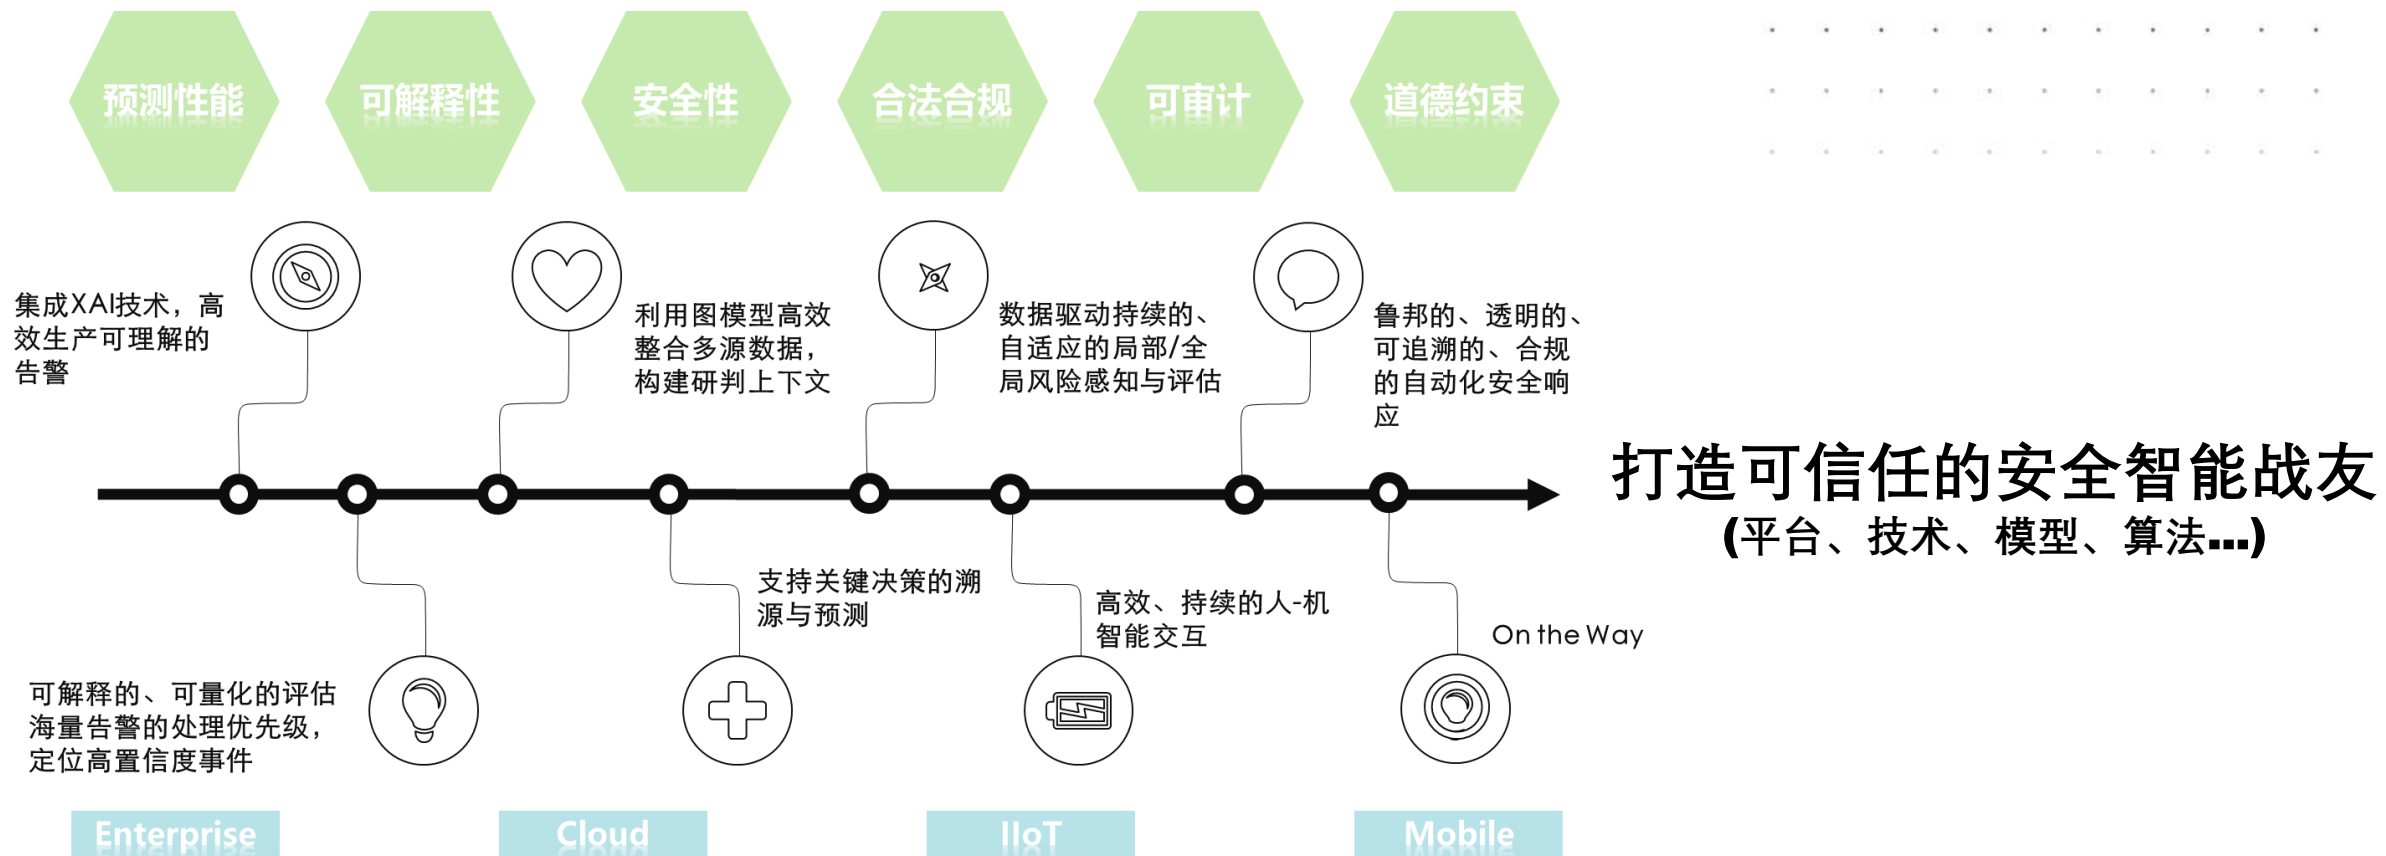 预测性能
可解释性
安全性
合法合规
可审计
道德约束
集成XAI技术，高
效生产可理解的
告警
利用图模型高效
整合多源数据，
构建研判上下文
数据驱动持续的、
自适应的局部/全
局风险感知与评估
鲁邦的、透明的、
可追溯的、合规
的自动化安全响
应
打造可信任的安全智能战友
(平台、技术、模型、算法...)
可解释的、可量化的评估
海量告警的处理优先级，
定位高置信度事件
支持关键决策的溯
源与预测
高效、持续的人-机
智能交互
On the Way
Enterprise
Cloud
IIoT
Mobile